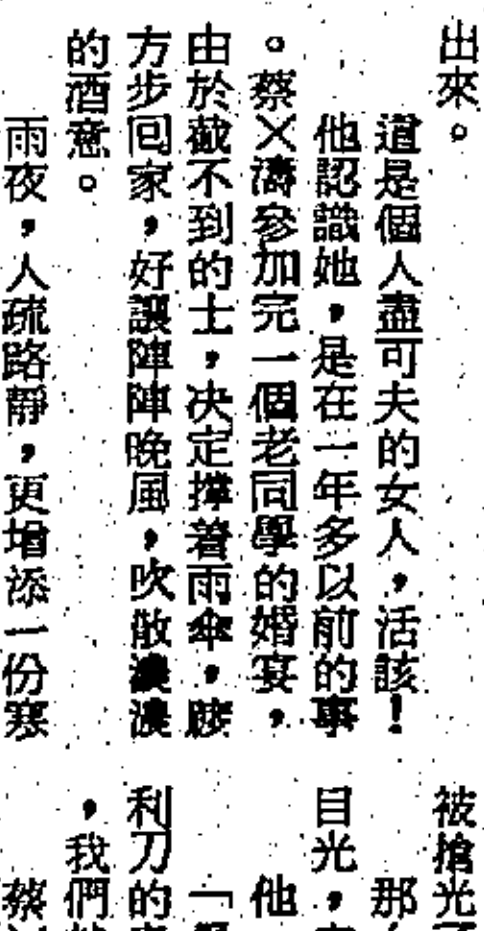 出來。
道是個人盡可夫的女人，活該！
他認識她，是在一年多以前的事
。蔡×濤參加完一個老同學的婚宴，
由於截不到的士，决定撑着雨傘，踱
方步回家，好讓陣陣晚風，吹散濃濃
的酒意。
雨夜，人疏路靜，更增添一份寒
被搶光
那
目光，
他
「
利刀的
，我們
蔡